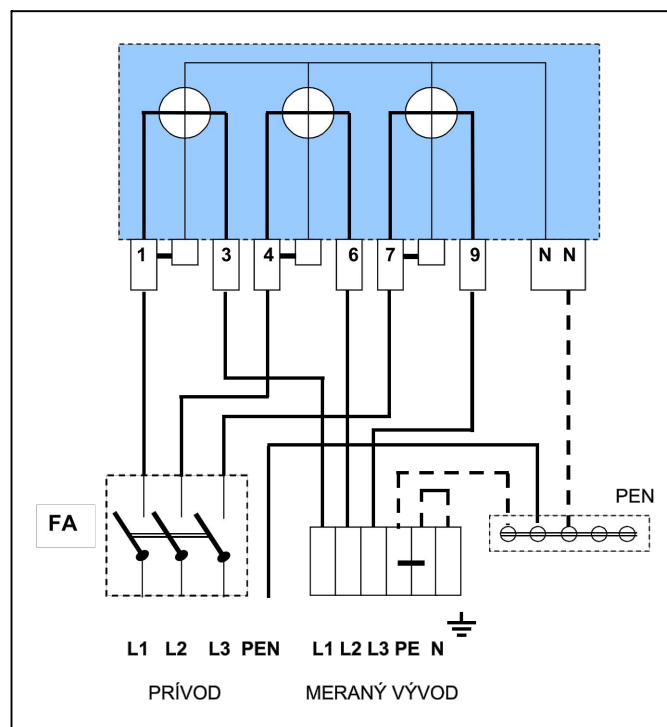 1 3 4 6 7 9 N N
PEN
FA
L1 L2 L3 PEN L1 L2 L3 PE N
PRÍVOD MERANÝ VÝVOD